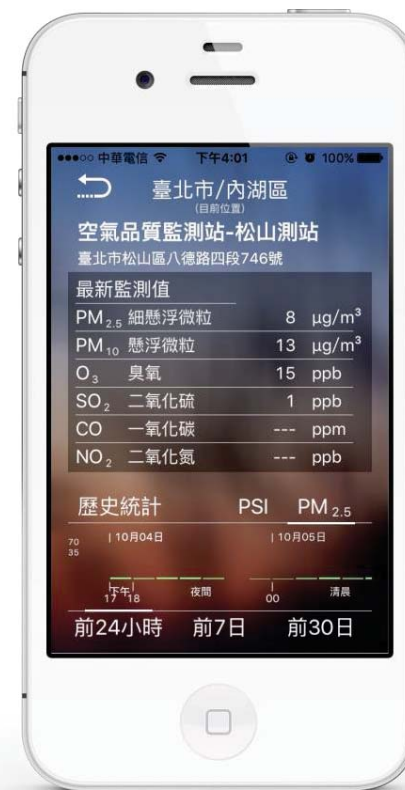 中華電信 下午4:01 100%
臺北市/內湖區
(目前位置)
空氣品質監測站-松山測站
臺北市松山區八德路四段746號
最新監測值
PM2.5 細懸浮微粒 8 μg/m³
PM10 懸浮微粒 13 μg/m³
O3 臭氧 15 ppb
SO2 二氧化硫 1 ppb
CO 一氧化碳 --- ppm
NO2 二氧化氮 --- ppb
歷史統計 PSI PM2.5
70 10月04日 10月05日
35
下午 夜間 清晨
17 18 00
前24小時 前7日 前30日